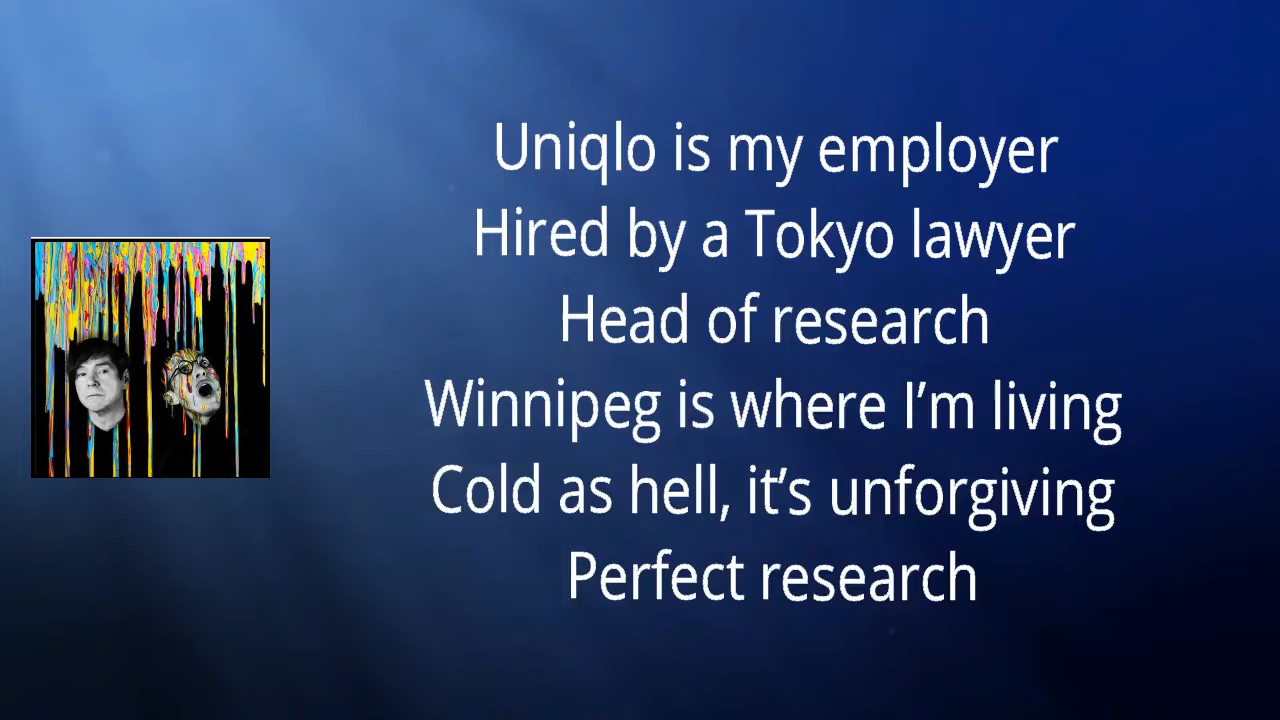 Uniqlo is my employer
Hired by a Tokyo lawyer
Head of research
Winnipeg is where I’m living
Cold as hell, it’s unforgiving
Perfect research